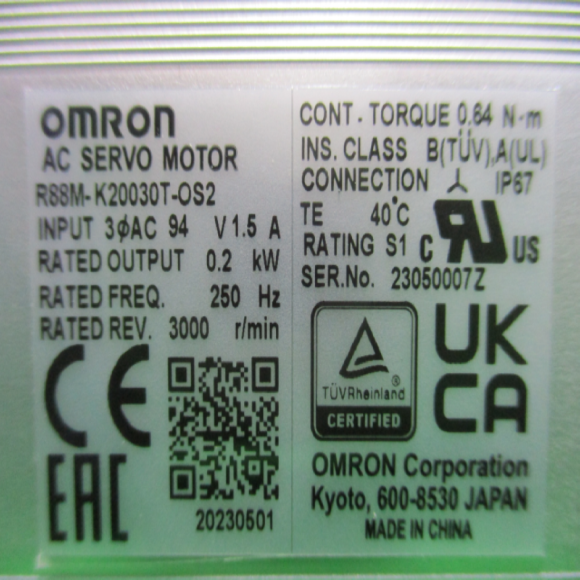 OMRON
AC SERVO MOTOR
R88M-K20030T-OS2
INPUT 3φAC 94 V 1.5 A
RATED OUTPUT 0.2 kW
RATED FREQ. 250 Hz
RATED REV. 3000 r/min
CE
EAC
20230501
CONT. TORQUE 0.64 N·m
INS. CLASS B(TÜV),A(UL)
CONNECTION 人 IP67
TE 40℃
RATING S1 c RU US
SER.No. 23050007Z
TÜVRheinland ®
CERTIFIED
UK
CA
OMRON Corporation
Kyoto, 600-8530 JAPAN
MADE IN CHINA